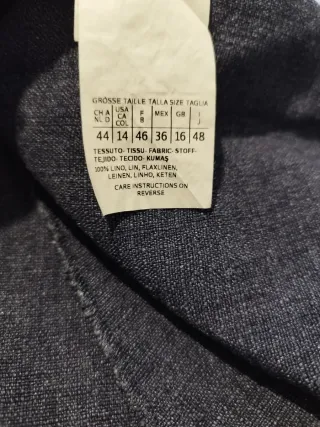 GRÖSSE TAILLE TALLA SIZE TAGLIA
CH A NL D USA CA COL F B MEX GB I J
44 14 46 36 16 48
TESSUTO- TISSU- FABRIC- STOFF-
TEJIDO- TECIDO- KUMAŞ
100% LINO, LIN, FLAX LINEN,
LEINEN, LINHO, KETEN
CARE INSTRUCTIONS ON
REVERSE